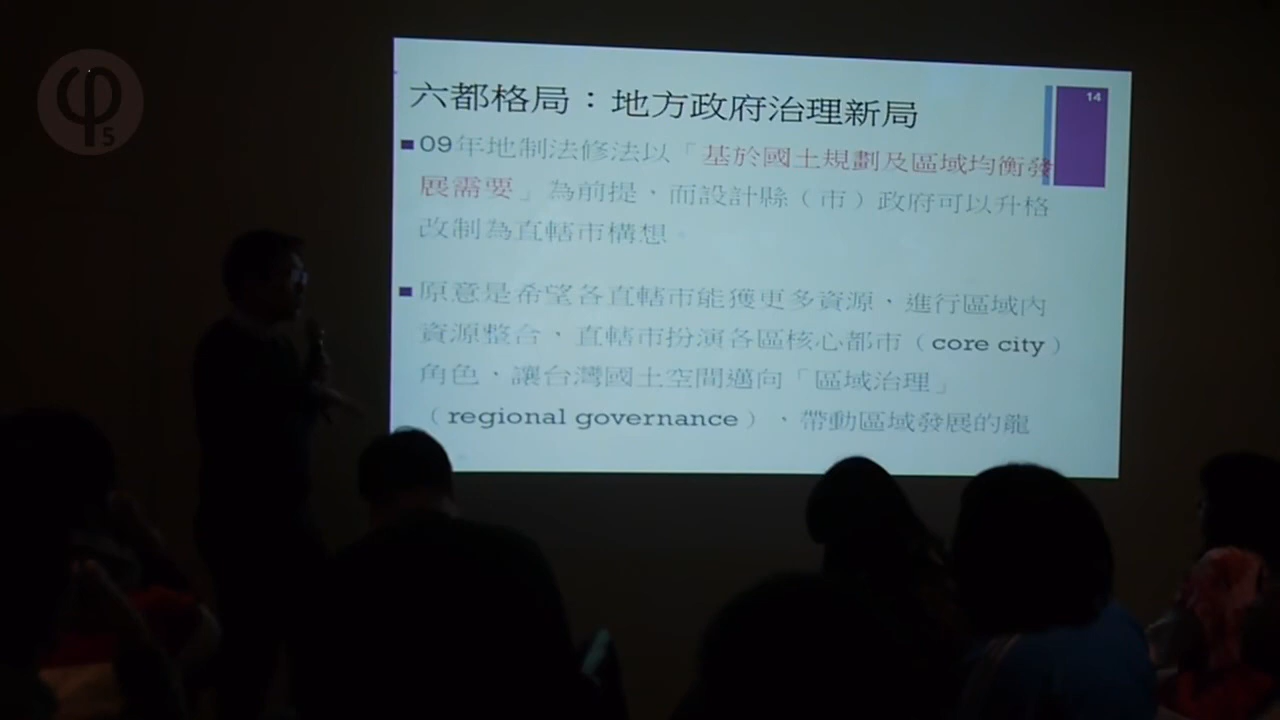 φ5
14
六都格局：地方政府治理新局
09年地制法修法以「基於國土規劃及區域均衡發
展需要」為前提、而設計縣（市）政府可以升格
改制為直轄市構想。
原意是希望各直轄市能獲更多資源、進行區域內
資源整合、直轄市扮演各區核心都市（core city）
角色、讓台灣國土空間邁向「區域治理」
（regional governance）、帶動區域發展的龍